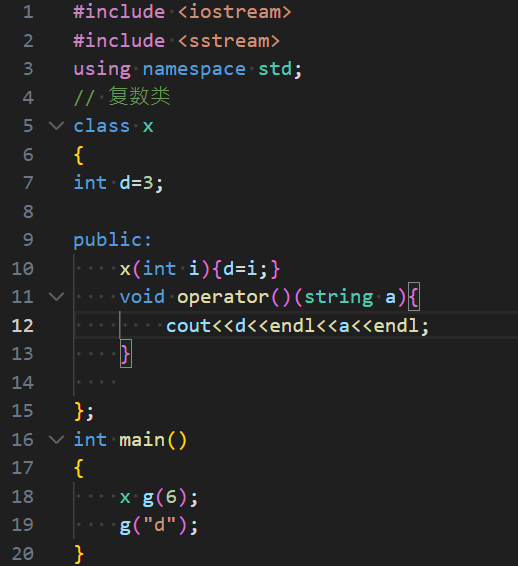 1 #include <iostream>
2 #include <sstream>
3 using namespace std;
4 // 复数类
5 class x
6 {
7 int d=3;
8
9 public:
10     x(int i){d=i;}
11     void operator()(string a){
12         cout<<d<<endl<<a<<endl;
13     }
14
15 };
16 int main()
17 {
18     x g(6);
19     g("d");
20 }